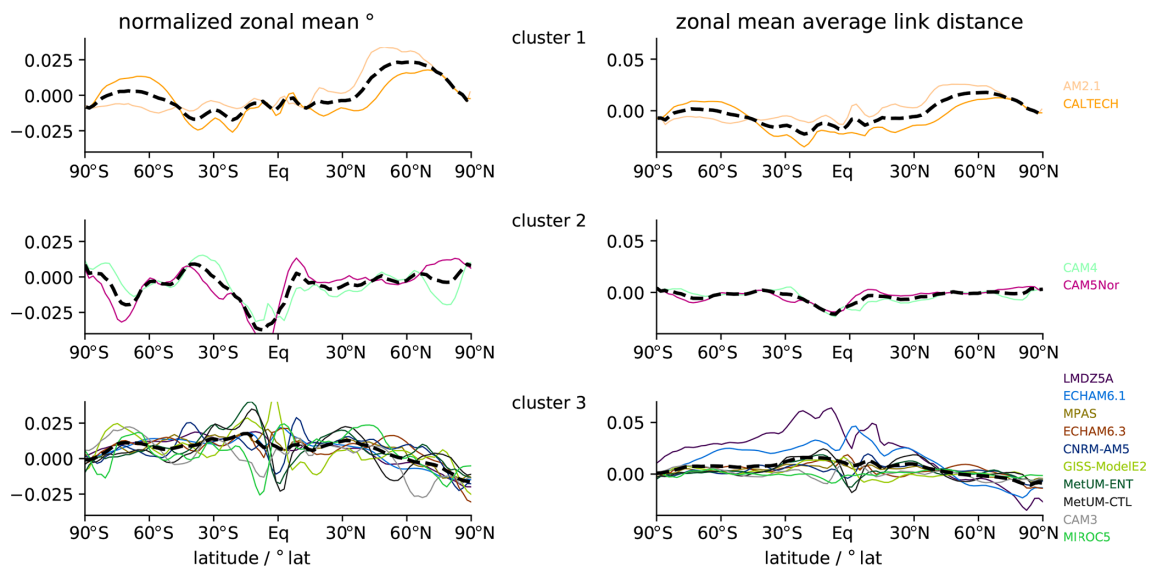 normalized zonal mean °
zonal mean average link distance
cluster 1
0.025
0.000
−0.025
90°S 60°S 30°S Eq 30°N 60°N 90°N
0.05
0.00
90°S 60°S 30°S Eq 30°N 60°N 90°N
AM2.1
CALTECH
cluster 2
0.025
0.000
−0.025
90°S 60°S 30°S Eq 30°N 60°N 90°N
0.05
0.00
90°S 60°S 30°S Eq 30°N 60°N 90°N
CAM4
CAM5Nor
cluster 3
0.025
0.000
−0.025
90°S 60°S 30°S Eq 30°N 60°N 90°N
latitude / ° lat
0.05
0.00
90°S 60°S 30°S Eq 30°N 60°N 90°N
latitude / ° lat
LMDZ5A
ECHAM6.1
MPAS
ECHAM6.3
CNRM-AM5
GISS-ModelE2
MetUM-ENT
MetUM-CTL
CAM3
MIROC5